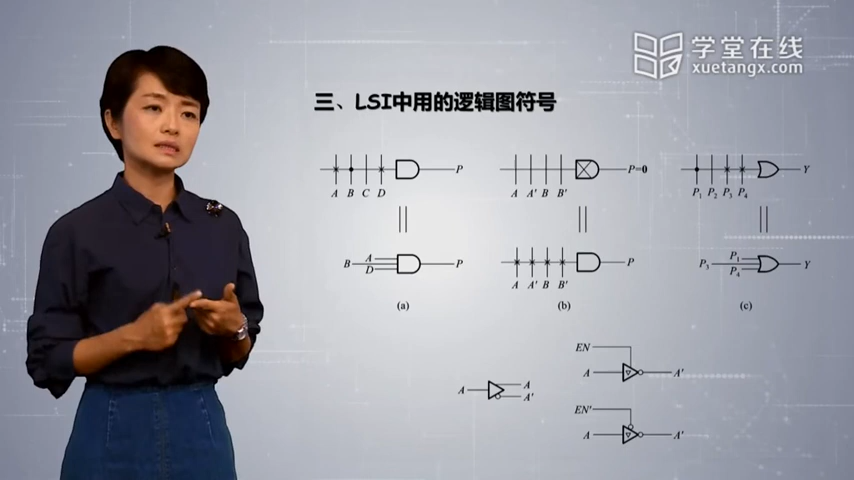 学堂在线
xuetangx.com
三、LSI中用的逻辑图符号
P
A B C D
P=0
A A' B B'
Y
P1 P2 P3 P4
B A D P
P
A A' B B'
P3 P1 P4 Y
(a)
(b)
(c)
EN
A A'
A A A'
EN'
A A'